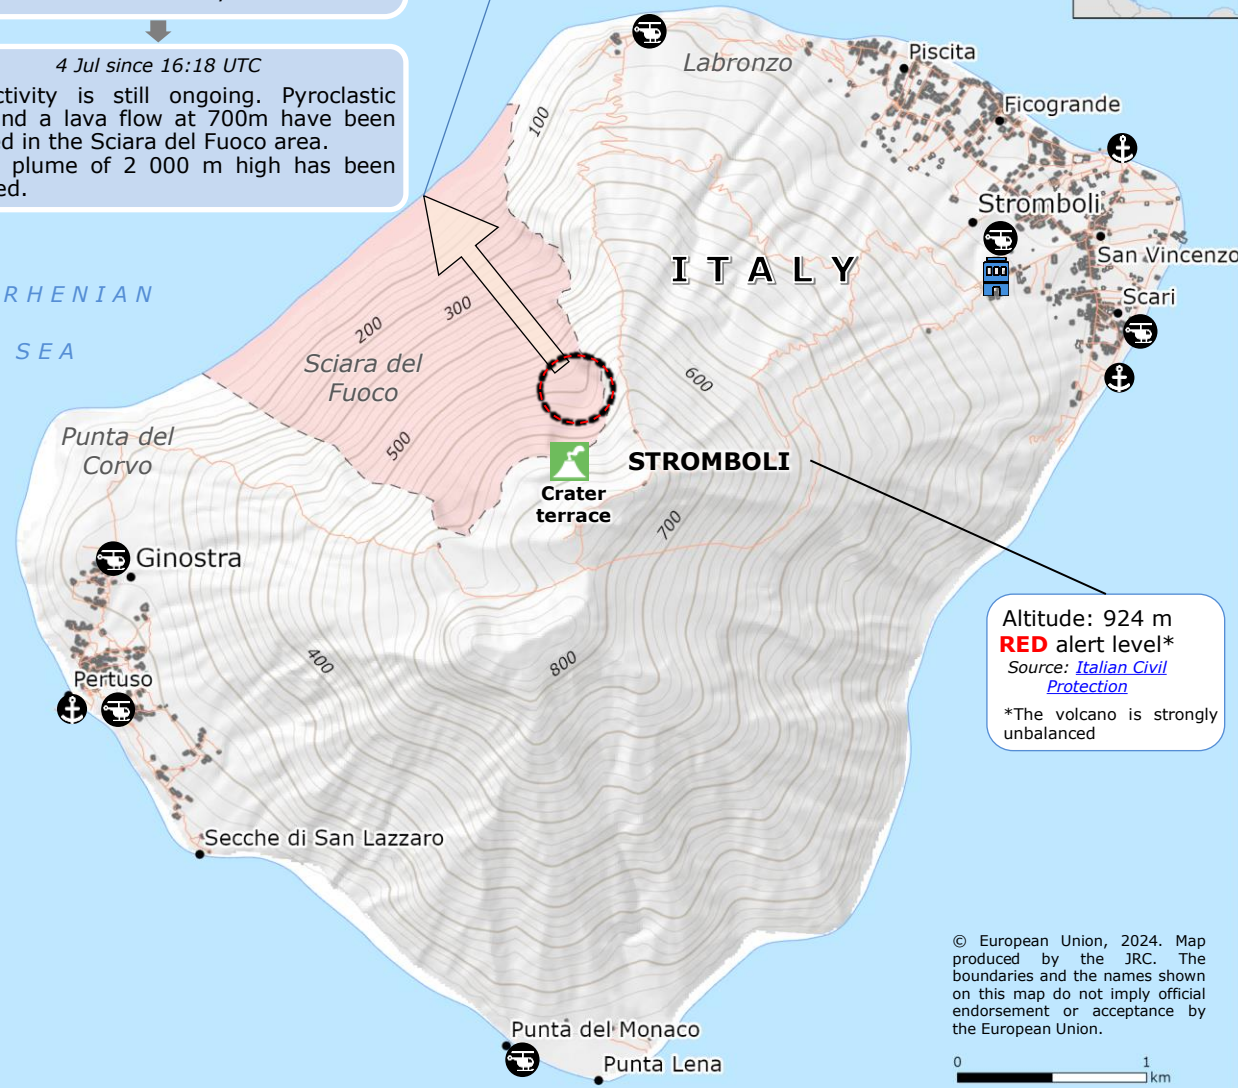 4 Jul since 16:18 UTC
activity is still ongoing. Pyroclastic
and a lava flow at 700m have been
in the Sciara del Fuoco area.
plume of 2 000 m high has been
Labronzo
Piscita
Ficogrande
100
Stromboli
San Vincenzo
ITALY
RHENIAN
SEA
Scari
300
200
Sciara del
Fuoco
600
500
Punta del
Corvo
STROMBOLI
Crater
terrace
700
Ginostra
400
800
Pertuso
Altitude: 924 m
RED alert level*
Source: Italian Civil
Protection
*The volcano is strongly
unbalanced
Secche di San Lazzaro
© European Union, 2024. Map
produced by the JRC. The
boundaries and the names shown
on this map do not imply official
endorsement or acceptance by
the European Union.
Punta del Monaco
Punta Lena
0 1
km